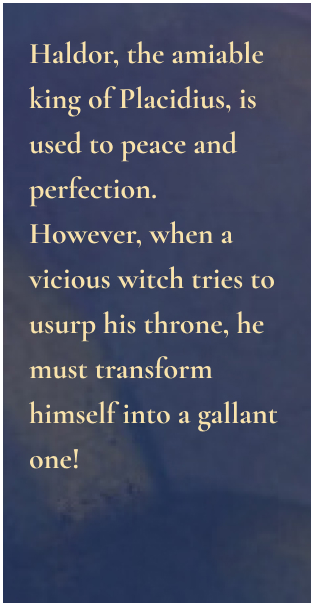 Haldor, the amiable
king of Placidius, is
used to peace and
perfection.
However, when a
vicious witch tries to
usurp his throne, he
must transform
himself into a gallant
one!